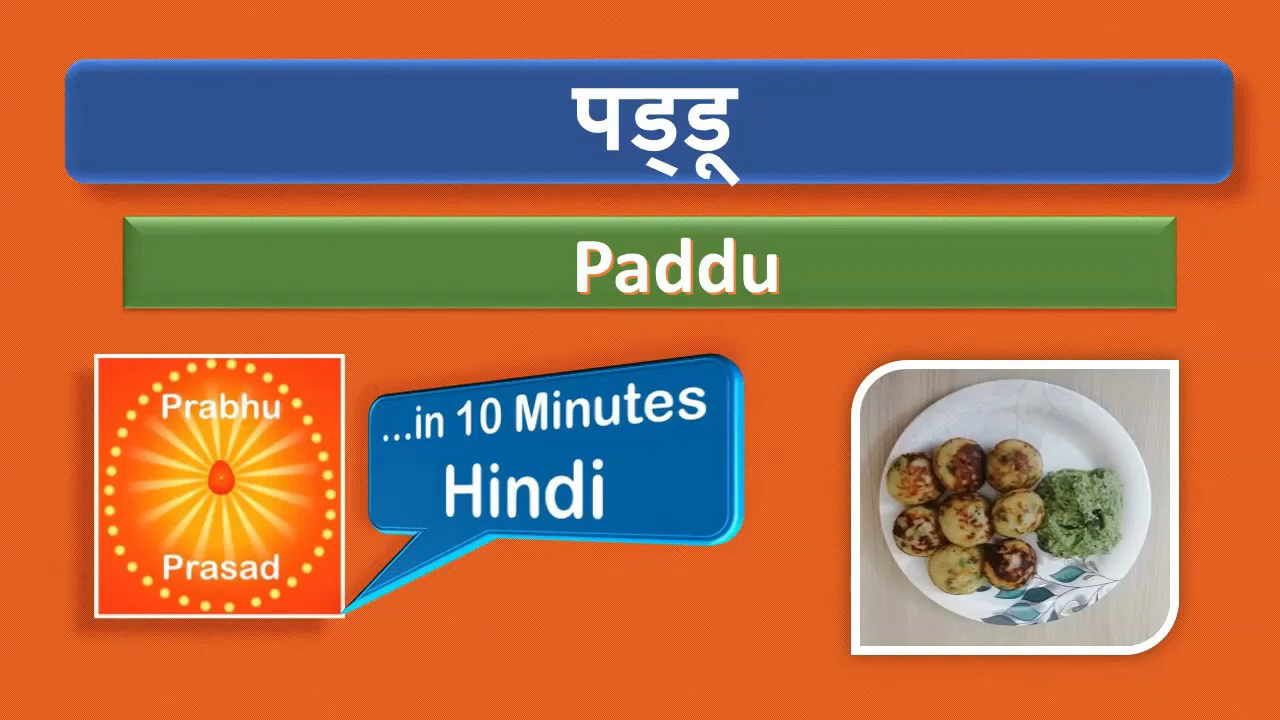 पड्डू
Paddu
Prabhu
Prasad
...in 10 Minutes
Hindi